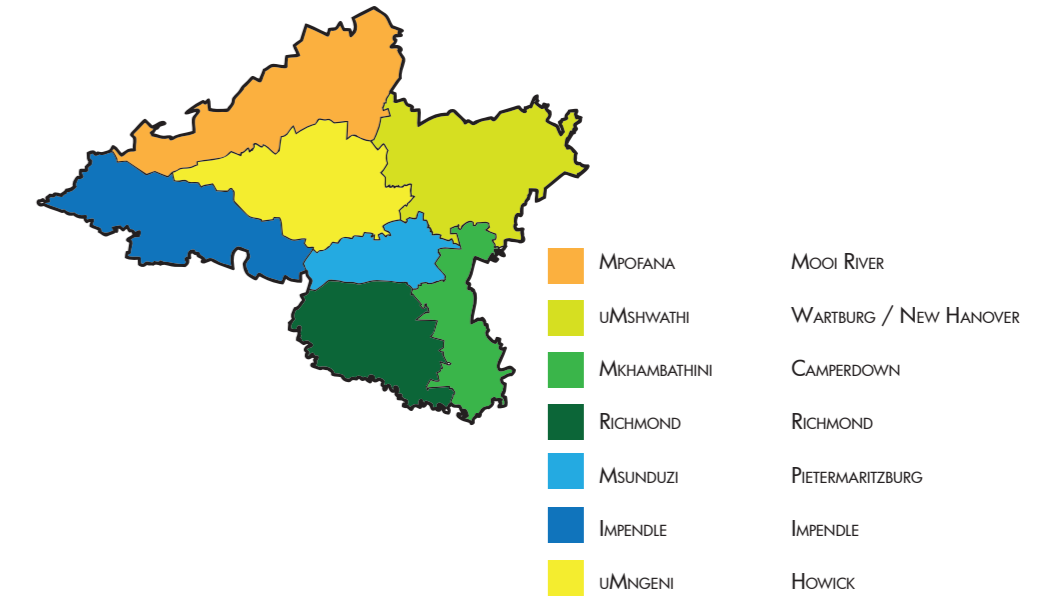 Mpofana Mooi River
uMshwathi Wartburg / New Hanover
Mkhambathini Camperdown
Richmond Richmond
Msunduzi Pietermaritzburg
Impendle Impendle
uMngeni Howick